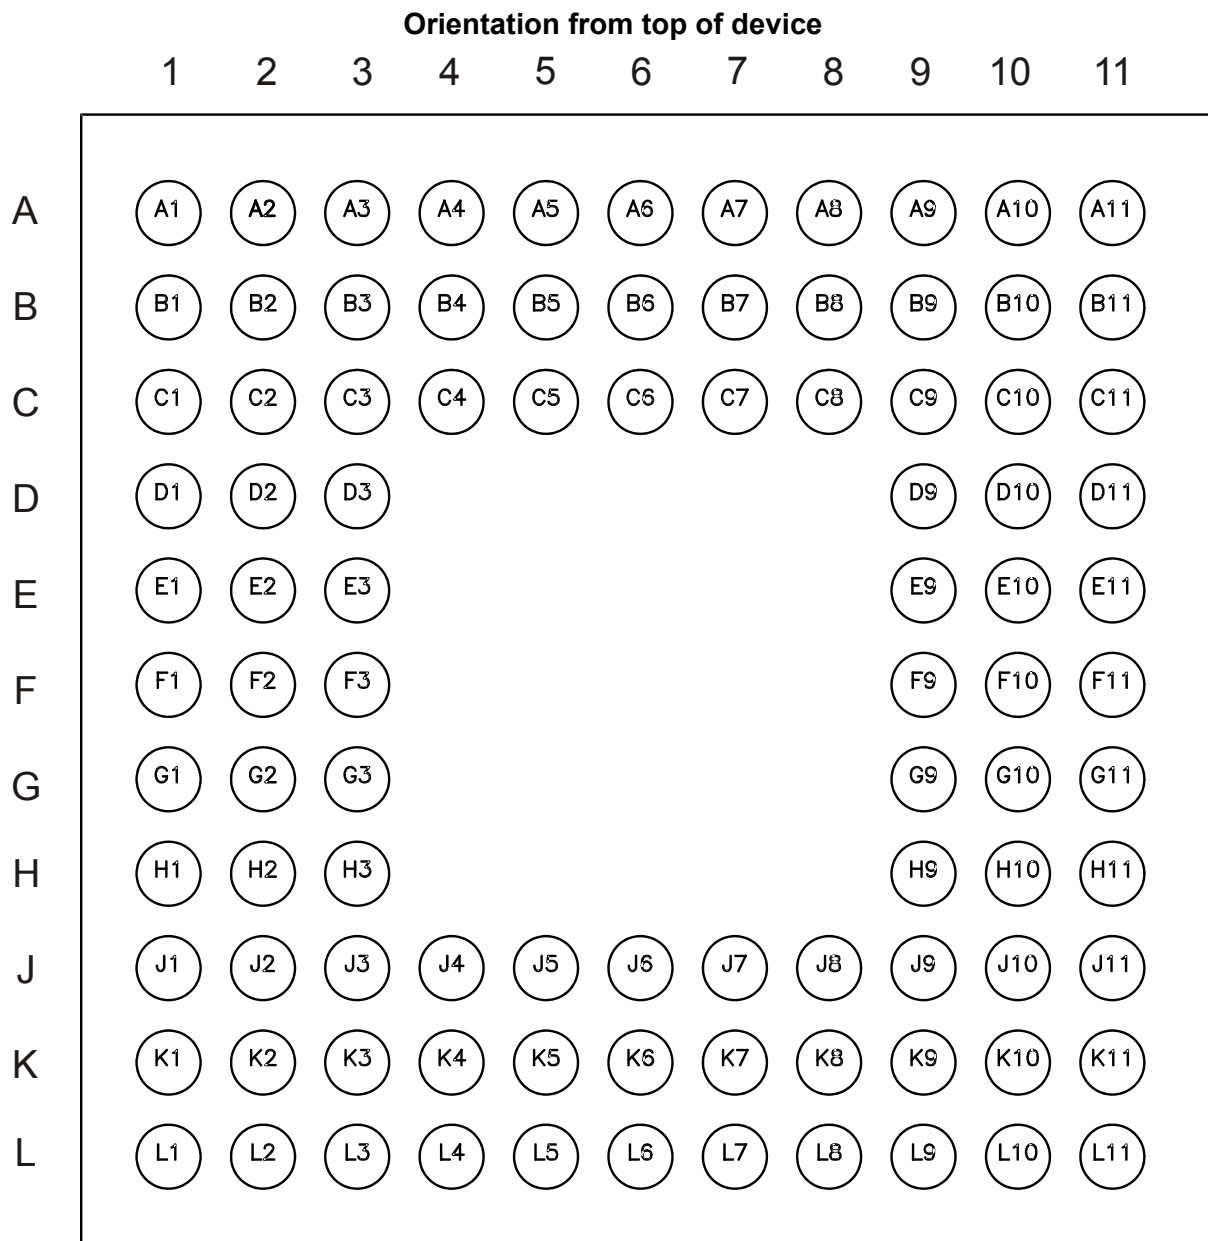 Orientation from top of device
1 2 3 4 5 6 7 8 9 10 11
A A1 A2 A3 A4 A5 A6 A7 A8 A9 A10 A11
B B1 B2 B3 B4 B5 B6 B7 B8 B9 B10 B11
C C1 C2 C3 C4 C5 C6 C7 C8 C9 C10 C11
D D1 D2 D3 D9 D10 D11
E E1 E2 E3 E9 E10 E11
F F1 F2 F3 F9 F10 F11
G G1 G2 G3 G9 G10 G11
H H1 H2 H3 H9 H10 H11
J J1 J2 J3 J4 J5 J6 J7 J8 J9 J10 J11
K K1 K2 K3 K4 K5 K6 K7 K8 K9 K10 K11
L L1 L2 L3 L4 L5 L6 L7 L8 L9 L10 L11